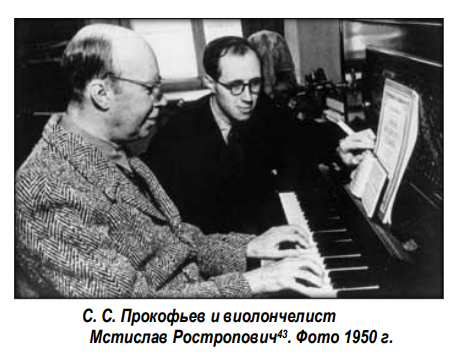 С. С. Прокофьев и виолончелист
Мстислав Ростропович⁴³. Фото 1950 г.